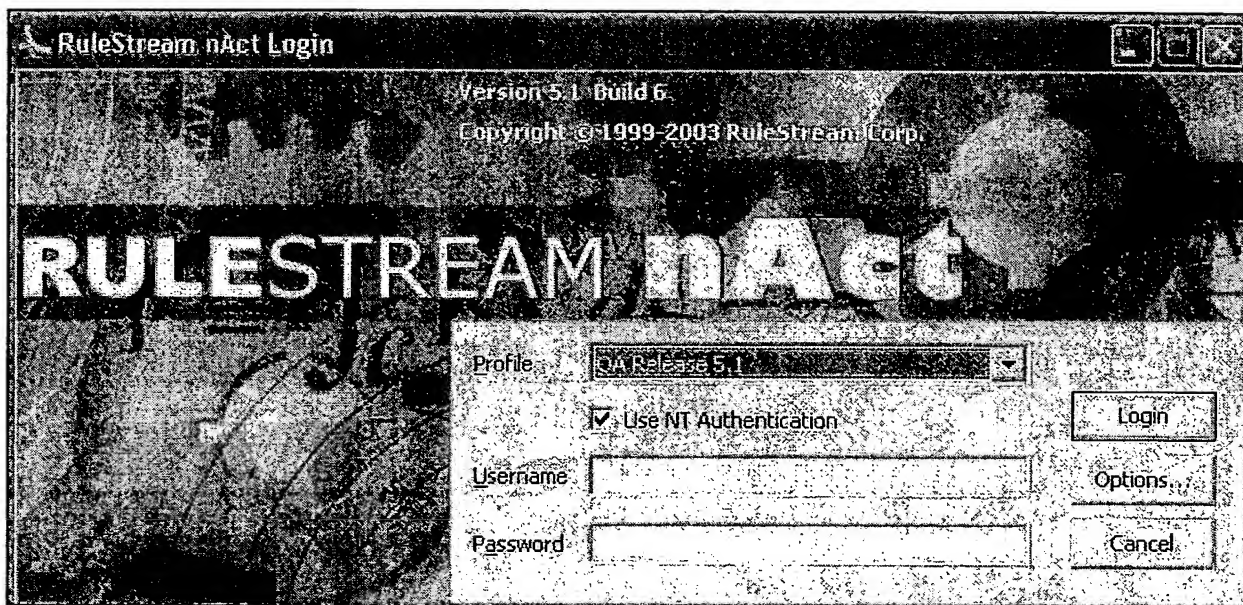 RuleStream nAct Login
Version 5.1 Build 6
Copyright © 1999-2003 RuleStream Corp.
RULESTREAM nAct
Profile QA Release 5.1
Use NT Authentication
Login
Username
Options...
Password
Cancel